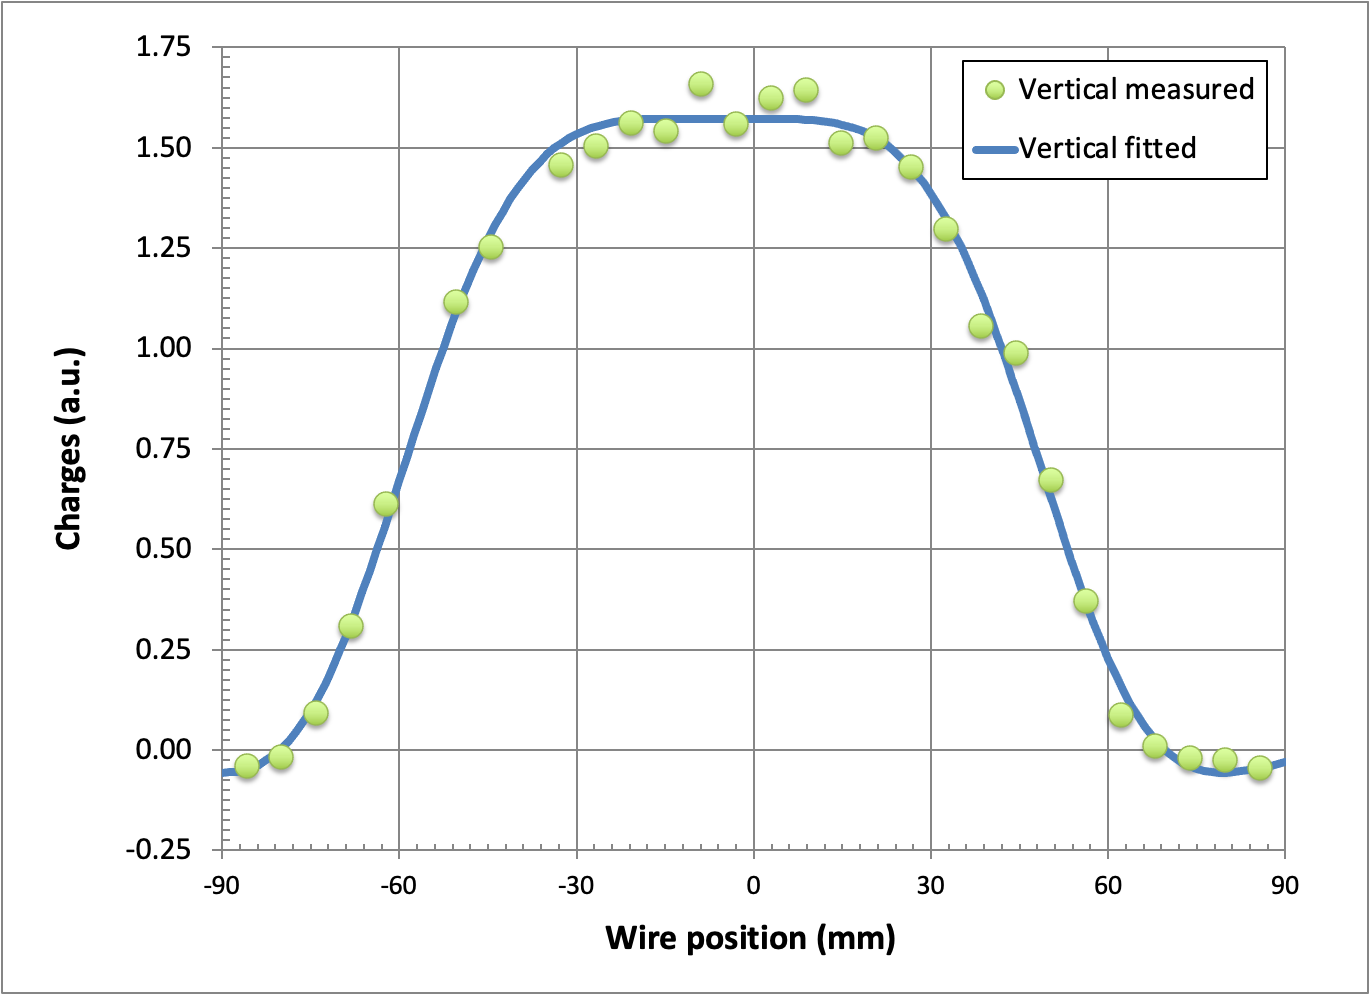 1.75
1.50
1.25
1.00
0.75
0.50
0.25
0.00
-0.25
Charges (a.u.)
Vertical measured
Vertical fitted
-90 -60 -30 0 30 60 90
Wire position (mm)